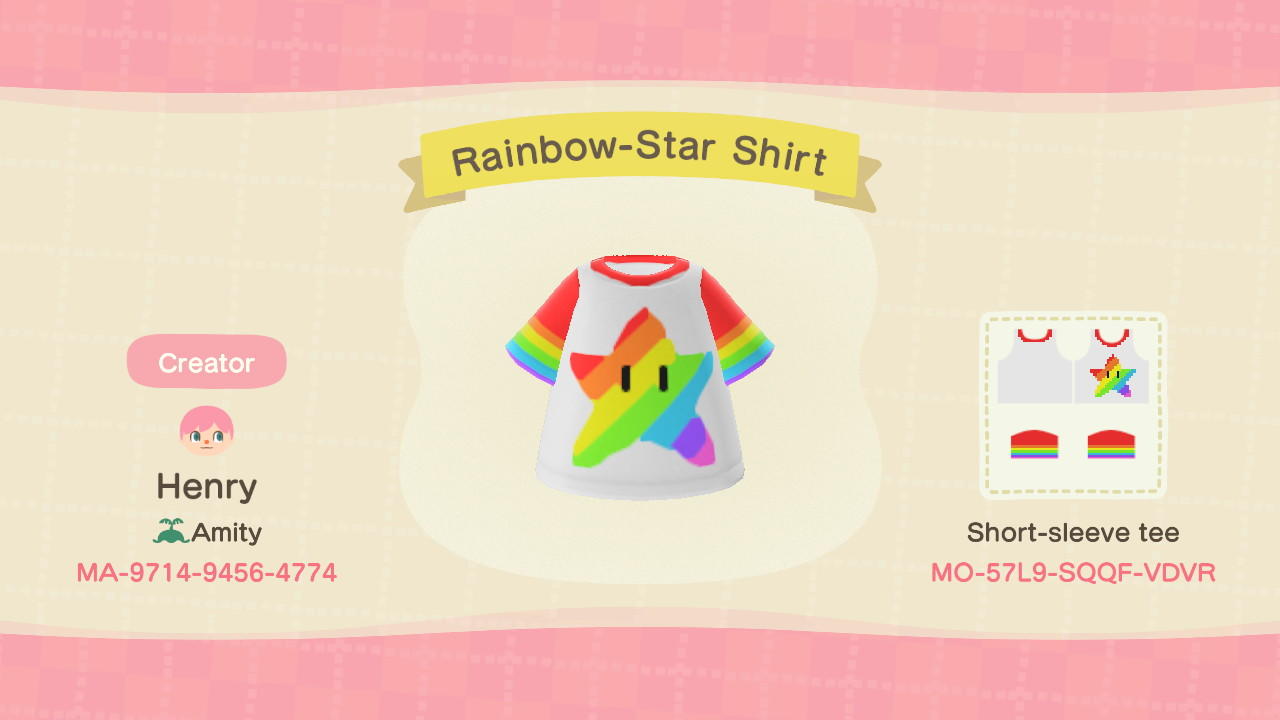 Rainbow-Star Shirt
Creator
Henry
Amity
MA-9714-9456-4774
Short-sleeve tee
MO-57L9-SQQF-VDVR